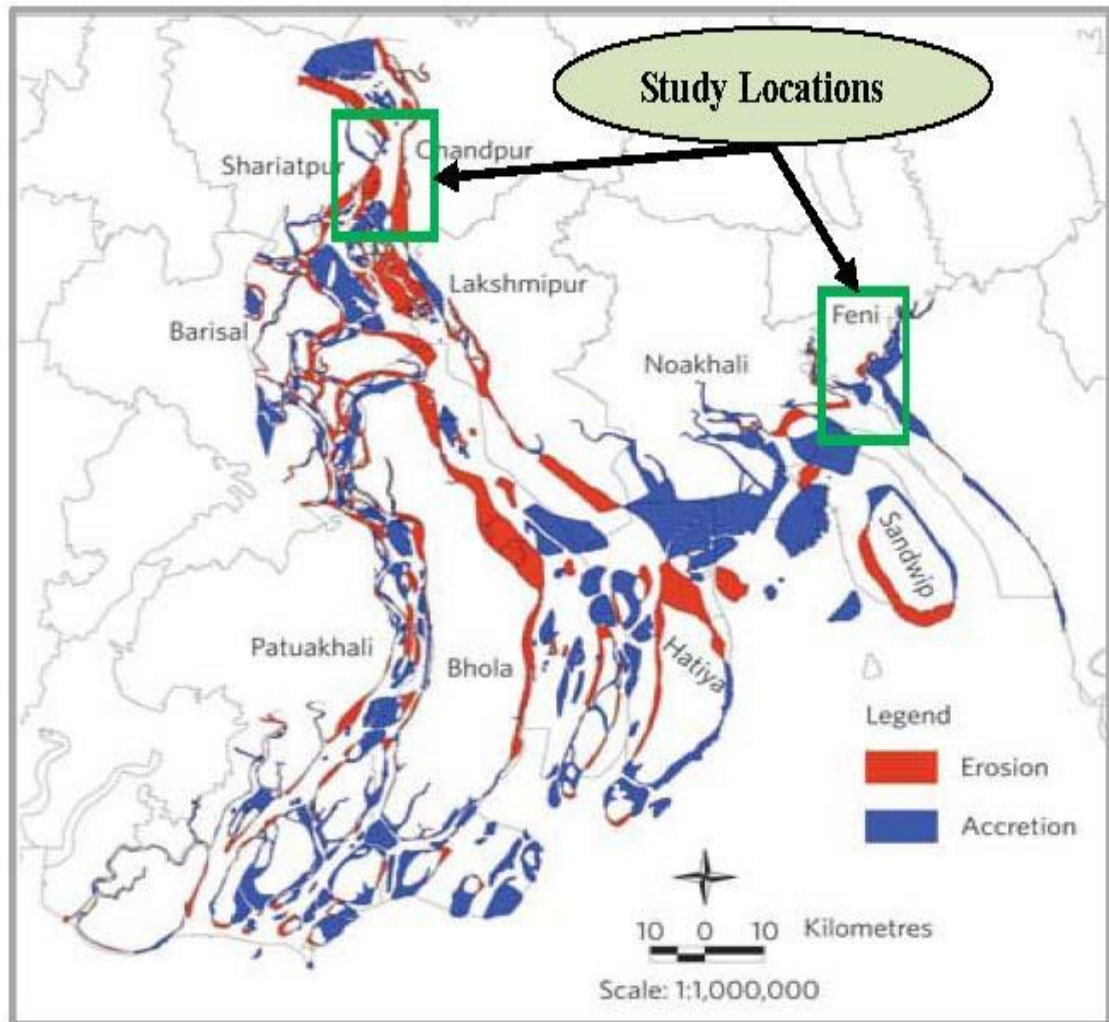 Study Locations
Chandpur
Shariatpur
Lakshmipur
Feni
Barisal
Noakhali
Sandwip
Patuakhali
Bhola
Hatiya
Legend
Erosion
Accretion
10 0 10 Kilometres
Scale: 1:1,000,000